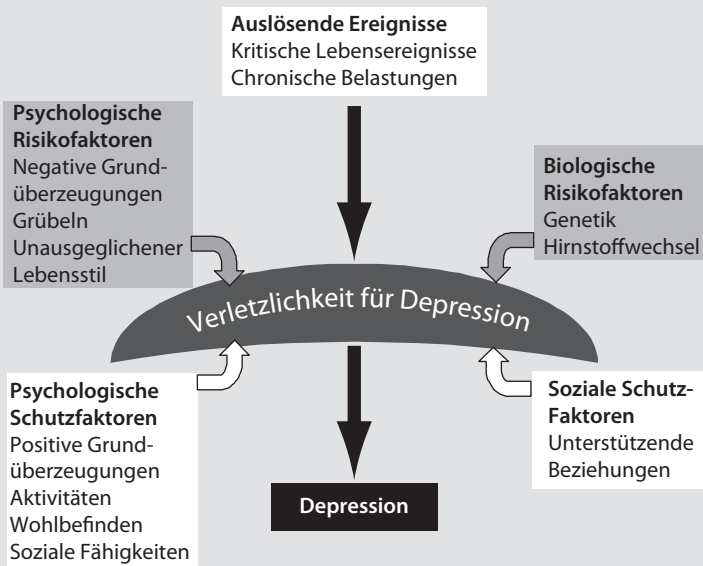 Auslösende Ereignisse
Kritische Lebensereignisse
Chronische Belastungen
Psychologische
Risikofaktoren
Negative Grund-
überzeugungen
Grübeln
Unausgeglichener
Lebensstil
Biologische
Risikofaktoren
Genetik
Hirnstoffwechsel
Verletzlichkeit für Depression
Psychologische
Schutzfaktoren
Positive Grund-
überzeugungen
Aktivitäten
Wohlbefinden
Soziale Fähigkeiten
Soziale Schutz-
Faktoren
Unterstützende
Beziehungen
Depression